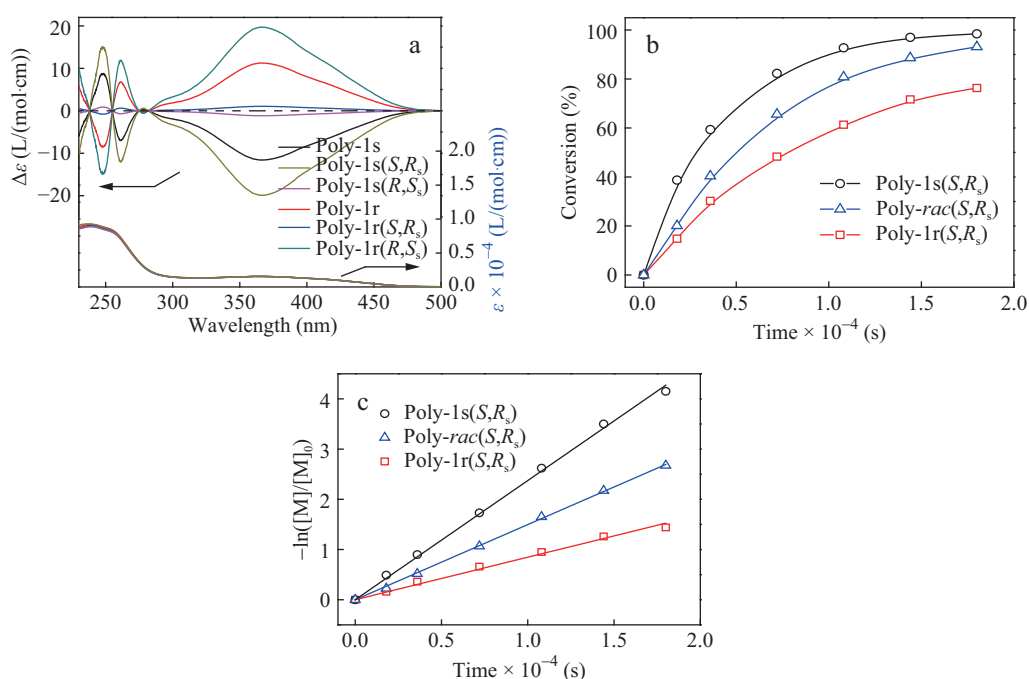 a
20
10
0
−10
−20
Δε (L/(mol·cm))
Poly-1s
Poly-1s(S,Rₛ)
Poly-1s(R,Sₛ)
Poly-1r
Poly-1r(S,Rₛ)
Poly-1r(R,Sₛ)
2.0
1.5
1.0
0.5
0.0
ε × 10⁻⁴ (L/(mol·cm))
250 300 350 400 450 500
Wavelength (nm)
b
100
80
60
40
20
0
Conversion (%)
Poly-1s(S,Rₛ)
Poly-rac(S,Rₛ)
Poly-1r(S,Rₛ)
0.0 0.5 1.0 1.5 2.0
Time × 10⁻⁴ (s)
c
4
3
2
1
0
−ln([M]/[M]₀)
Poly-1s(S,Rₛ)
Poly-rac(S,Rₛ)
Poly-1r(S,Rₛ)
0.0 0.5 1.0 1.5 2.0
Time × 10⁻⁴ (s)